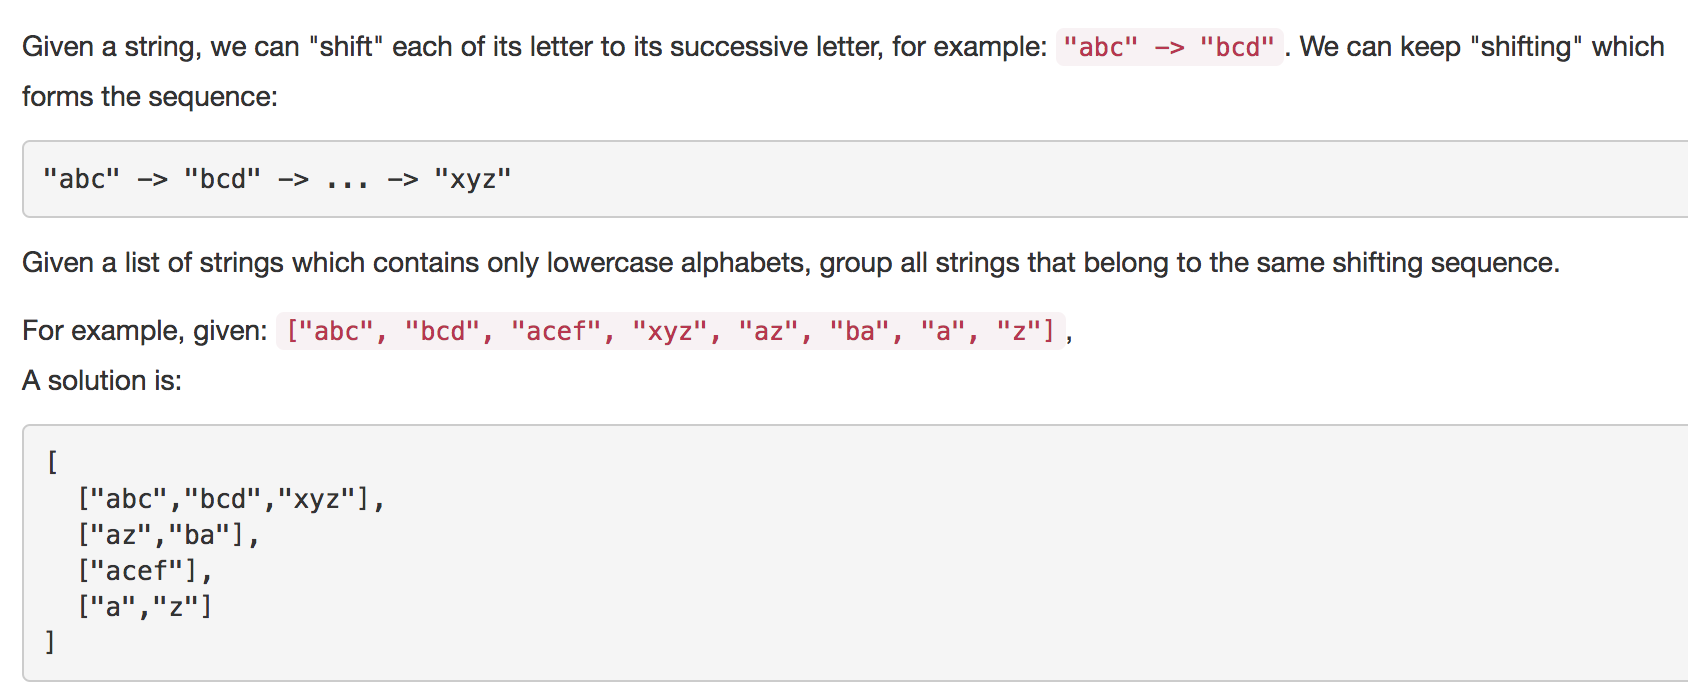 Given a string, we can "shift" each of its letter to its successive letter, for example: "abc" -> "bcd". We can keep "shifting" which
forms the sequence:
"abc" -> "bcd" -> ... -> "xyz"
Given a list of strings which contains only lowercase alphabets, group all strings that belong to the same shifting sequence.
For example, given: ["abc", "bcd", "acef", "xyz", "az", "ba", "a", "z"],
A solution is:
[
  ["abc","bcd","xyz"],
  ["az","ba"],
  ["acef"],
  ["a","z"]
]